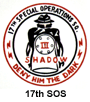 17TH SPECIAL OPERATIONS SQ.
III
SHADOW
DENY HIM THE DARK
17th SOS